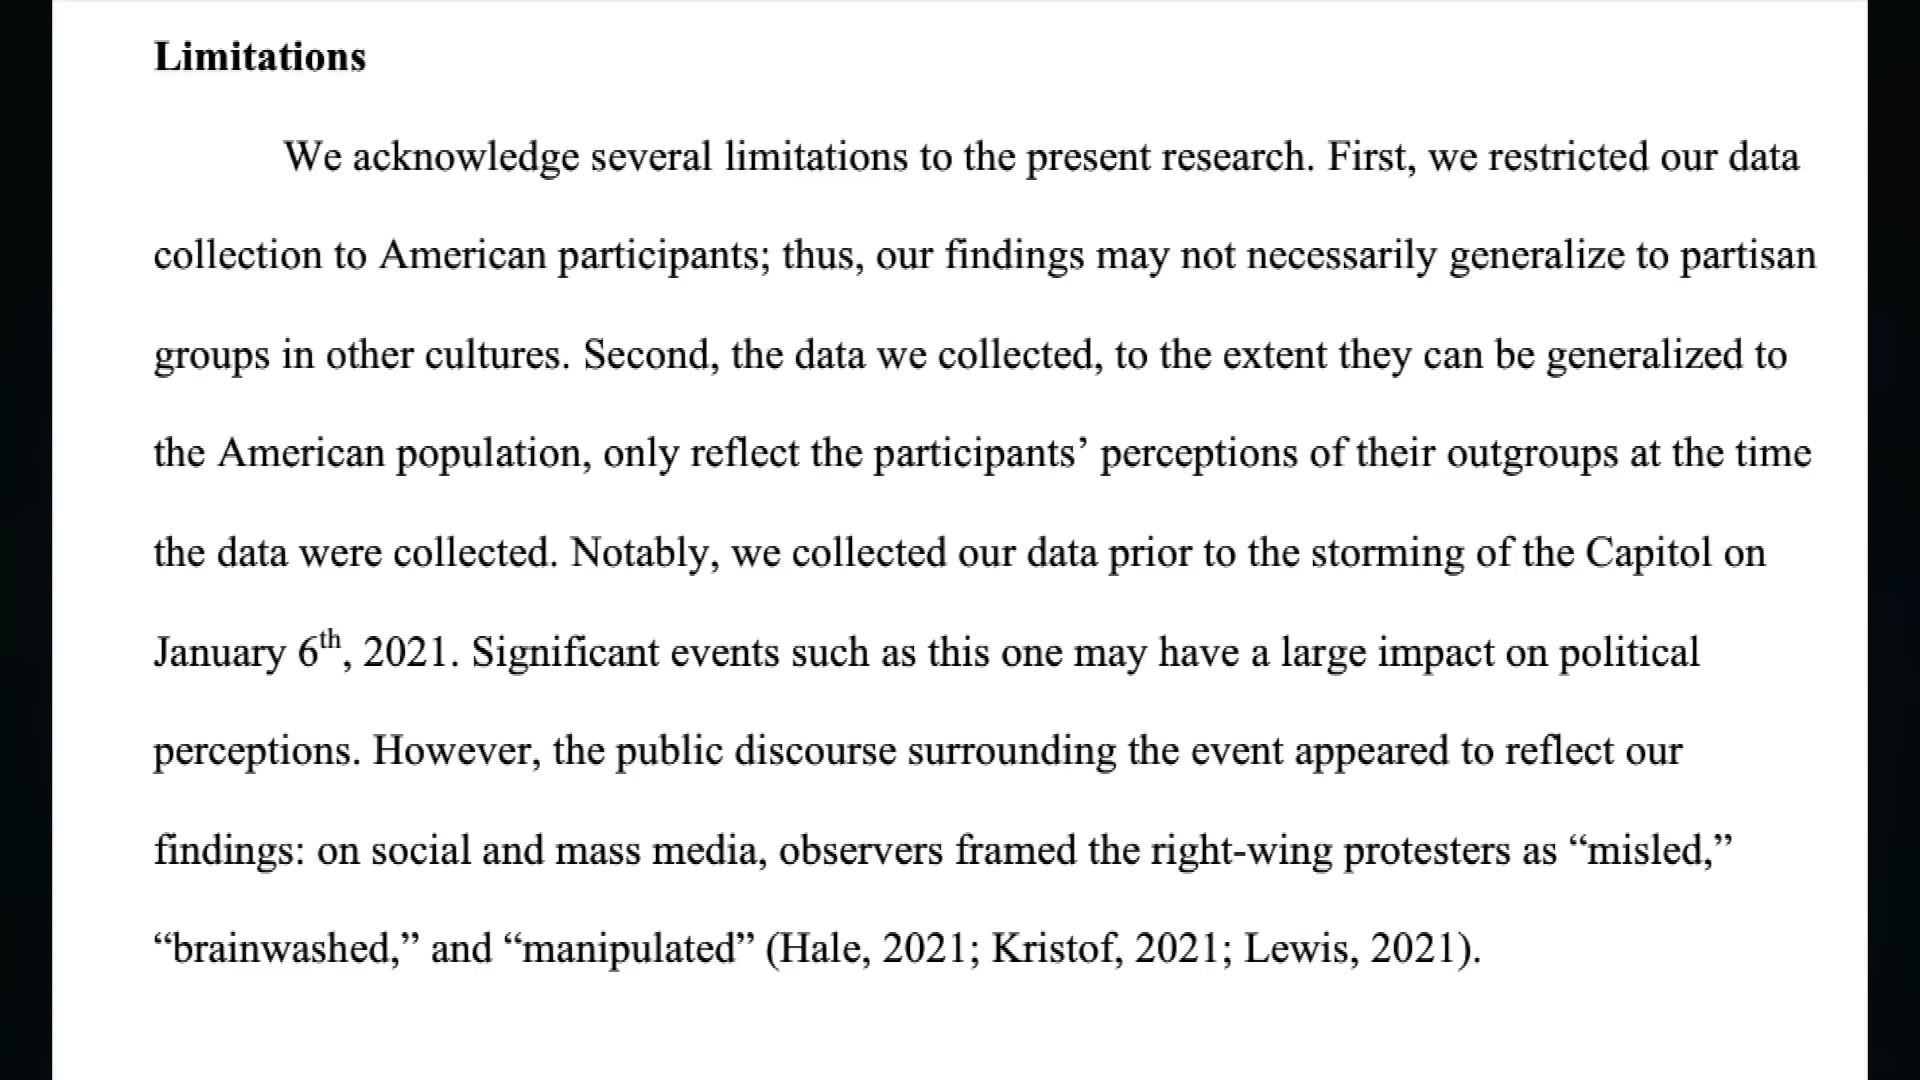 Limitations
We acknowledge several limitations to the present research. First, we restricted our data
collection to American participants; thus, our findings may not necessarily generalize to partisan
groups in other cultures. Second, the data we collected, to the extent they can be generalized to
the American population, only reflect the participants’ perceptions of their outgroups at the time
the data were collected. Notably, we collected our data prior to the storming of the Capitol on
January 6th, 2021. Significant events such as this one may have a large impact on political
perceptions. However, the public discourse surrounding the event appeared to reflect our
findings: on social and mass media, observers framed the right-wing protesters as “misled,”
“brainwashed,” and “manipulated” (Hale, 2021; Kristof, 2021; Lewis, 2021).